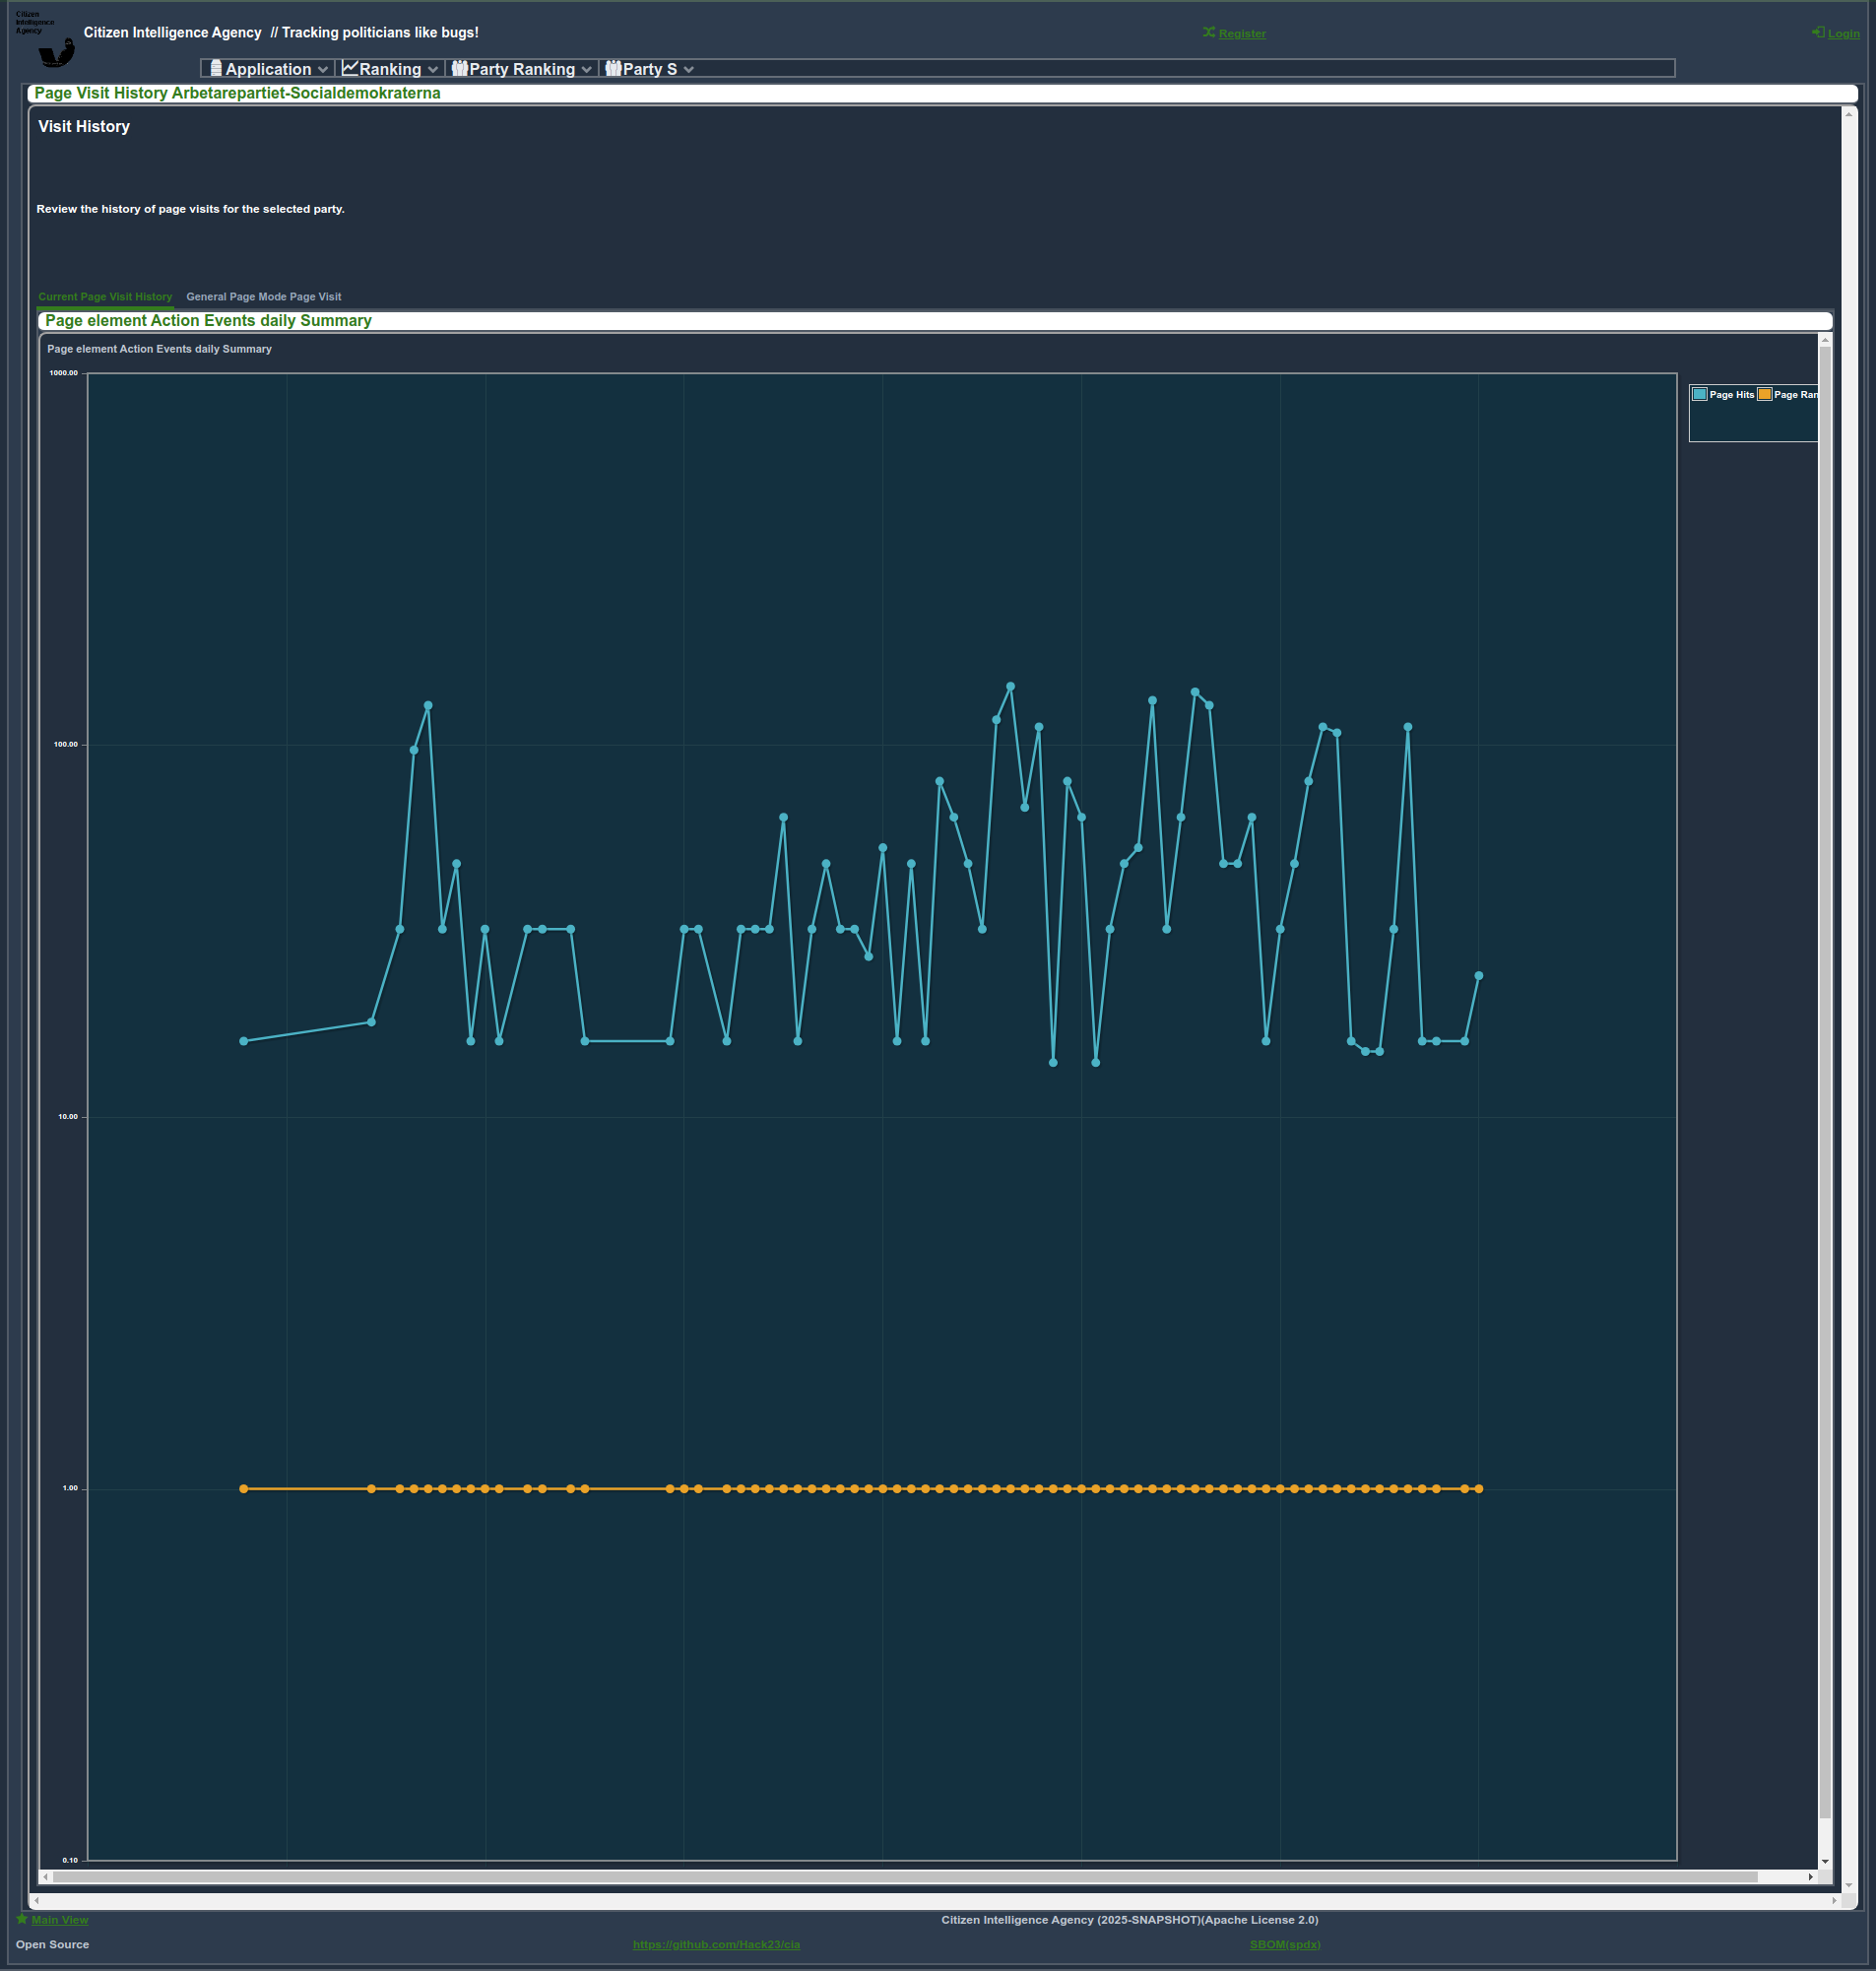 Citizen
Intelligence
Agency
Citizen Intelligence Agency // Tracking politicians like bugs!
Register
Login
Application
Ranking
Party Ranking
Party S
Page Visit History Arbetarepartiet-Socialdemokraterna
Visit History
Review the history of page visits for the selected party.
Current Page Visit History
General Page Mode Page Visit
Page element Action Events daily Summary
Page element Action Events daily Summary
1000.00
Page Hits
Page Ran
100.00
10.00
1.00
0.10
Main View
Citizen Intelligence Agency (2025-SNAPSHOT)(Apache License 2.0)
Open Source
https://github.com/Hack23/cia
SBOM(spdx)